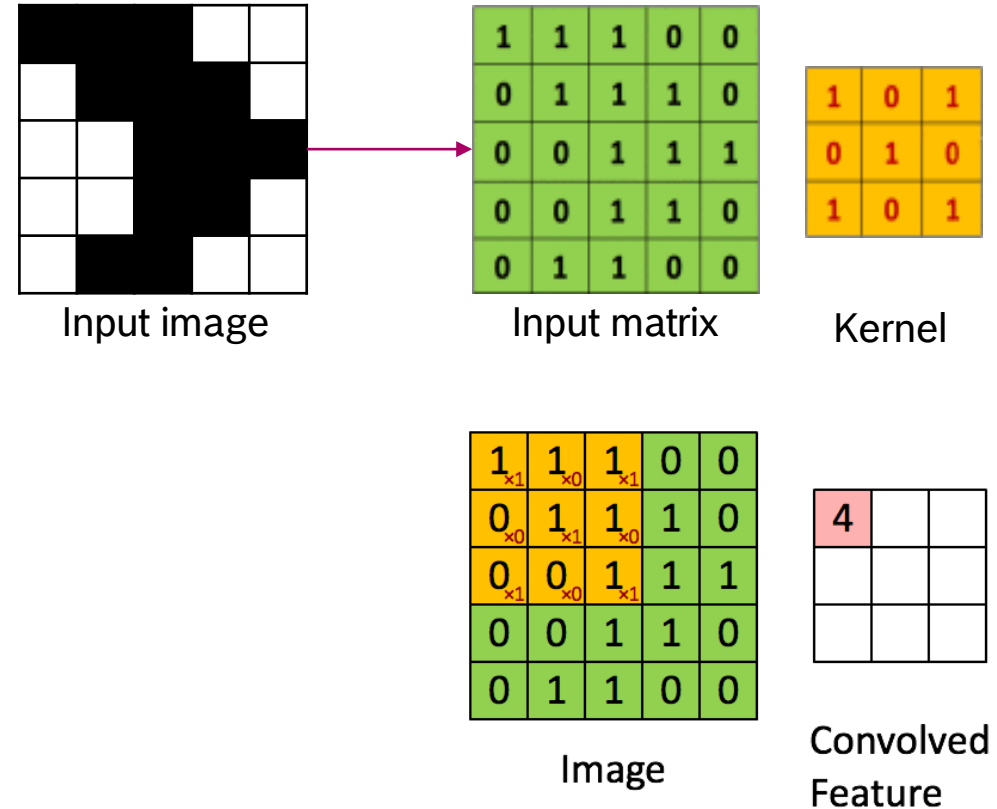 1 1 1 0 0
0 1 1 1 0
0 0 1 1 1
0 0 1 1 0
0 1 1 0 0
1 0 1
0 1 0
1 0 1
Input image
Input matrix
Kernel
1×1 1×0 1×1 0 0
0×0 1×1 1×0 1 0
0×1 0×0 1×1 1 1
0 0 1 1 0
0 1 1 0 0
4
Image
Convolved
Feature